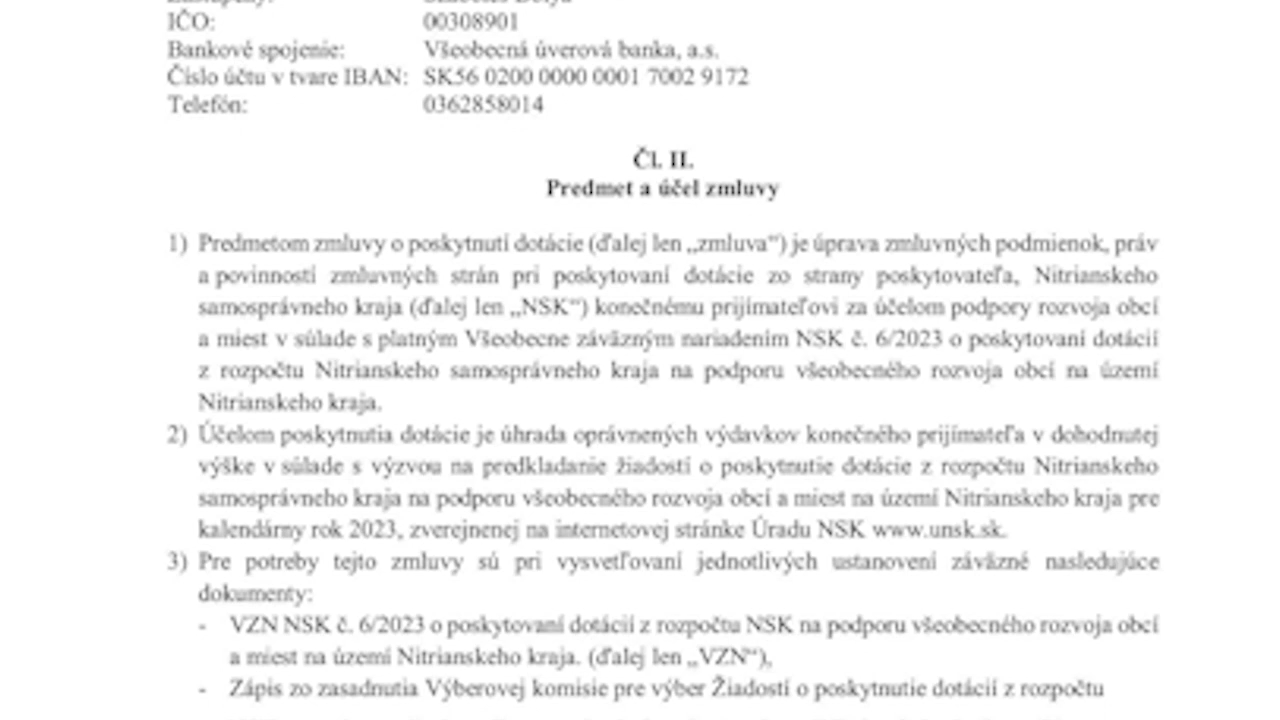 IČO: 00308901
Bankové spojenie: Všeobecná úverová banka, a.s.
Číslo účtu v tvare IBAN: SK56 0200 0000 0001 7002 9172
Telefón: 0362858014
Čl. II.
Predmet a účel zmluvy
1) Predmetom zmluvy o poskytnutí dotácie (ďalej len „zmluva“) je úprava zmluvných podmienok, práv
a povinností zmluvných strán pri poskytovaní dotácie zo strany poskytovateľa, Nitrianskeho
samosprávneho kraja (ďalej len „NSK“) konečnému prijímateľovi za účelom podpory rozvoja obcí
a miest v súlade s platným Všeobecne záväzným nariadením NSK č. 6/2023 o poskytovaní dotácií
z rozpočtu Nitrianskeho samosprávneho kraja na podporu všeobecného rozvoja obcí na území
Nitrianskeho kraja.
2) Účelom poskytnutia dotácie je úhrada oprávnených výdavkov konečného prijímateľa v dohodnutej
výške v súlade s výzvou na predkladanie žiadostí o poskytnutie dotácie z rozpočtu Nitrianskeho
samosprávneho kraja na podporu všeobecného rozvoja obcí a miest na území Nitrianskeho kraja pre
kalendárny rok 2023, zverejnenej na internetovej stránke Úradu NSK www.unsk.sk.
3) Pre potreby tejto zmluvy sú pri vysvetľovaní jednotlivých ustanovení záväzné nasledujúce
dokumenty:
- VZN NSK č. 6/2023 o poskytovaní dotácií z rozpočtu NSK na podporu všeobecného rozvoja obcí
a miest na území Nitrianskeho kraja. (ďalej len „VZN“),
- Zápis zo zasadnutia Výberovej komisie pre výber Žiadostí o poskytnutie dotácií z rozpočtu